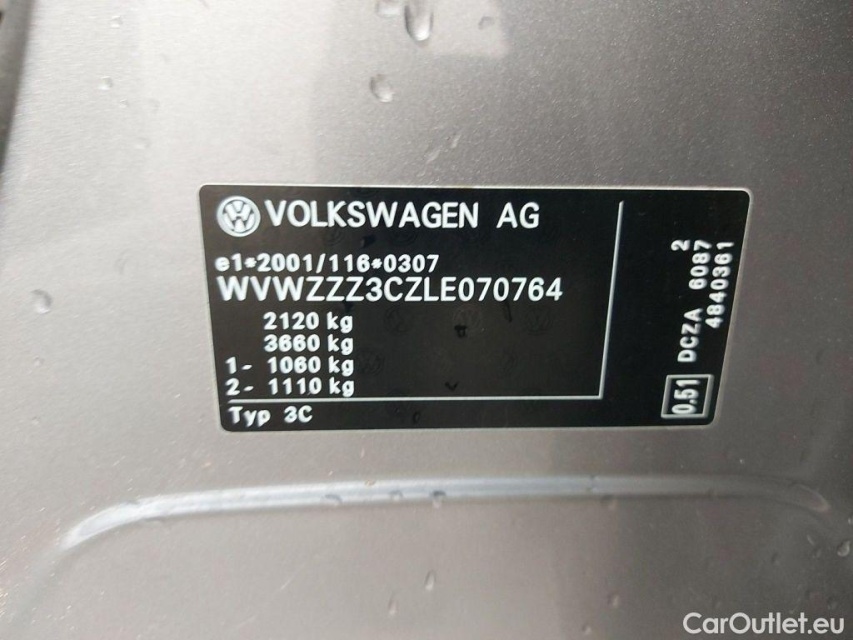 VOLKSWAGEN AG
e1*2001/116*0307
WVWZZZ3CZLE070764
2120 kg
3660 kg
1- 1060 kg
2- 1110 kg
Typ 3C
2
DCZA 6087
4840361
0.51
CarOutlet.eu